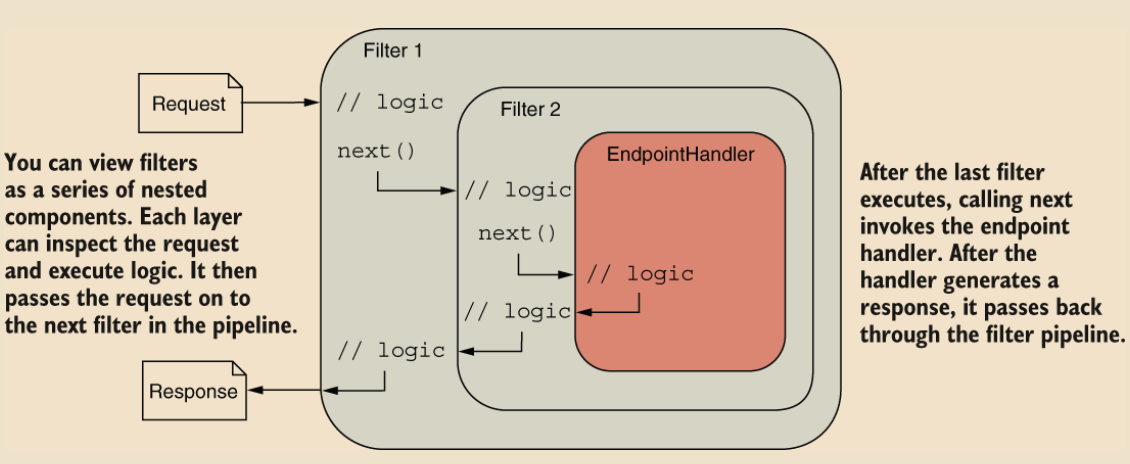 Filter 1
Request
// logic
Filter 2
next()
EndpointHandler
You can view filters
as a series of nested
components. Each layer
can inspect the request
and execute logic. It then
passes the request on to
the next filter in the pipeline.
// logic
next()
// logic
// logic
// logic
Response
After the last filter
executes, calling next
invokes the endpoint
handler. After the
handler generates a
response, it passes back
through the filter pipeline.